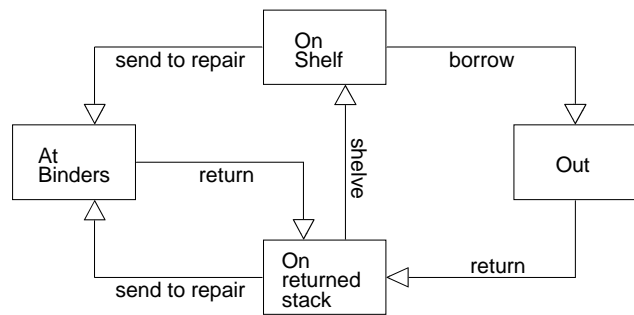 On
Shelf
send to repair
borrow
At
Binders
return
shelve
Out
On
returned
stack
return
send to repair